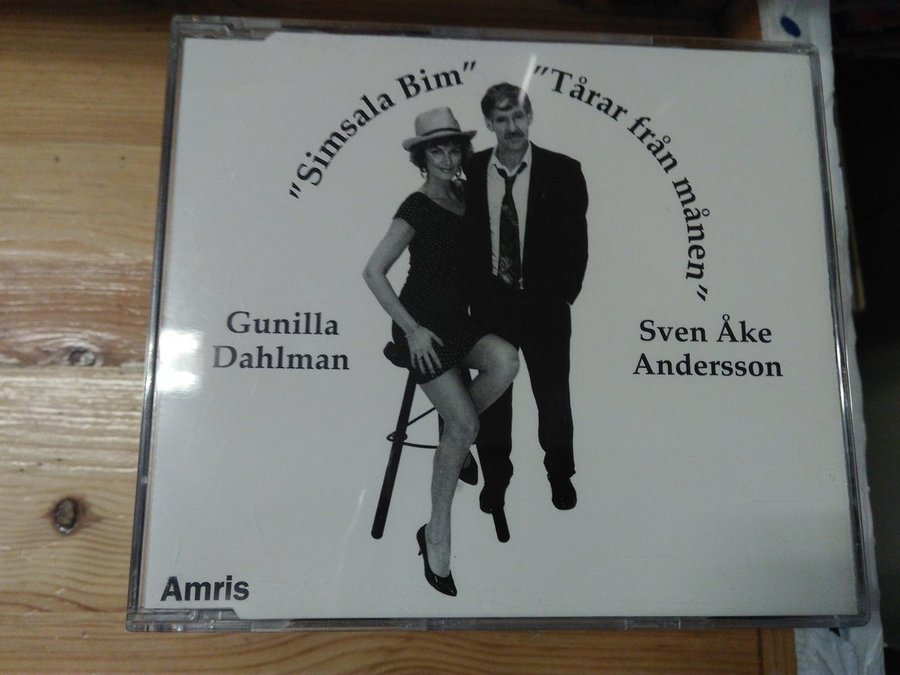 "Simsala Bim"
"Tårar från månen"
Gunilla
Dahlman
Sven Åke
Andersson
Amris